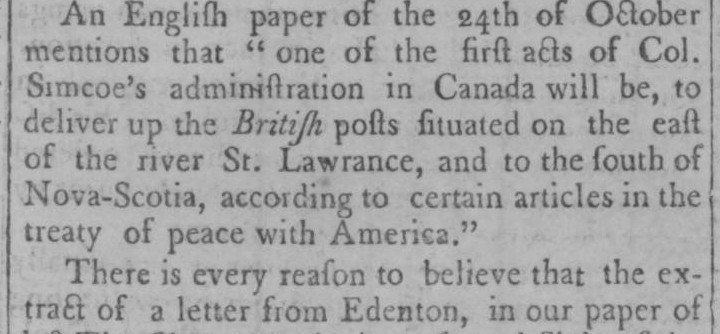 An Engliſh paper of the 24th of October
mentions that “ one of the firſt acts of Col.
Simcoe's adminiſtration in Canada will be, to
deliver up the Britiſh poſts ſituated on the eaſt
of the river St. Lawrance, and to the ſouth of
Nova-Scotia, according to certain articles in the
treaty of peace with America.”
There is every reaſon to believe that the ex-
tract of a letter from Edenton, in our paper of